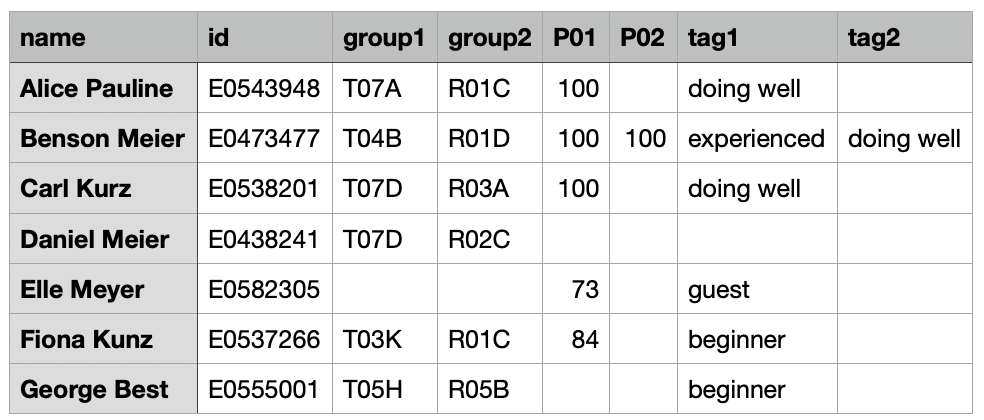 name id group1 group2 P01 P02 tag1 tag2
Alice Pauline E0543948 T07A R01C 100 doing well
Benson Meier E0473477 T04B R01D 100 100 experienced doing well
Carl Kurz E0538201 T07D R03A 100 doing well
Daniel Meier E0438241 T07D R02C
Elle Meyer E0582305 73 guest
Fiona Kunz E0537266 T03K R01C 84 beginner
George Best E0555001 T05H R05B beginner